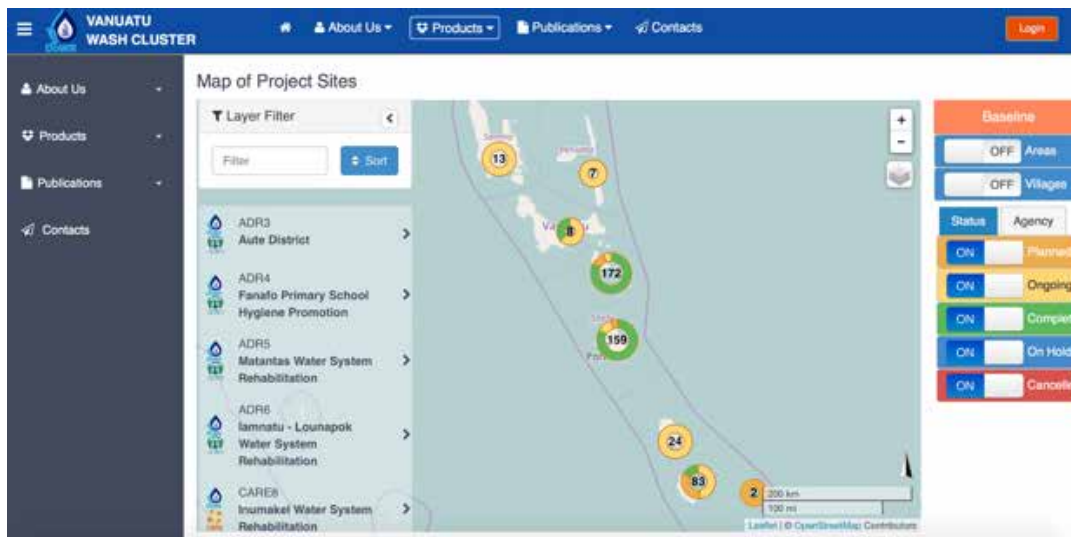 VANUATU
WASH CLUSTER
About Us
Products
Publications
Contacts
Login
About Us
Products
Publications
Contacts
Map of Project Sites
Layer Filter
Filter
Sort
ADR3
Aute District
ADR4
Fanafo Primary School
Hygiene Promotion
ADR5
Matantas Water System
Rehabilitation
ADR6
Iamnatu - Lounapok
Water System
Rehabilitation
CARE8
Inumakel Water System
Rehabilitation
13
7
8
172
159
24
83
2
+
-
200 km
100 mi
Leaflet | © OpenStreetMap Contributors
Baseline
OFF Areas
OFF Villages
Status Agency
ON Planned
ON Ongoing
ON Complet
ON On Hold
ON Cancelle